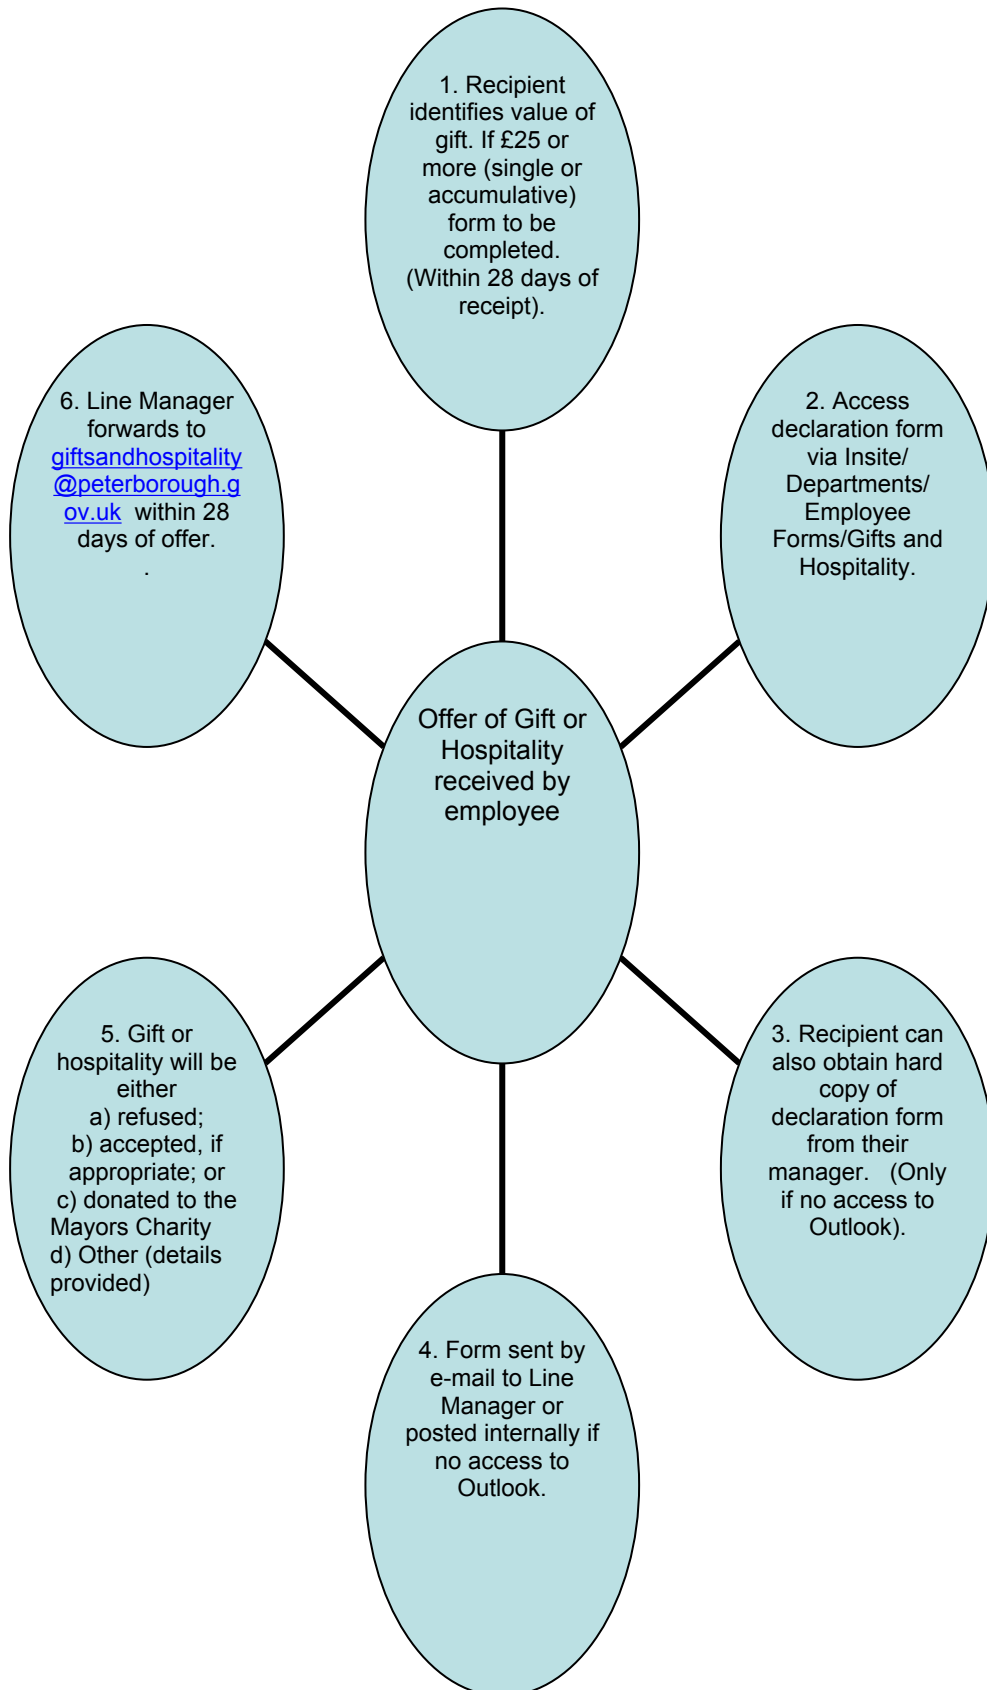 1. Recipient
identifies value of
gift. If £25 or
more (single or
accumulative)
form to be
completed.
(Within 28 days of
receipt).
2. Access
declaration form
via Insite/
Departments/
Employee
Forms/Gifts and
Hospitality.
3. Recipient can
also obtain hard
copy of
declaration form
from their
manager. (Only
if no access to
Outlook).
4. Form sent by
e-mail to Line
Manager or
posted internally if
no access to
Outlook.
5. Gift or
hospitality will be
either
a) refused;
b) accepted, if
appropriate; or
c) donated to the
Mayors Charity
d) Other (details
provided)
6. Line Manager
forwards to
giftsandhospitality
@peterborough.g
ov.uk within 28
days of offer.
.
Offer of Gift or
Hospitality
received by
employee